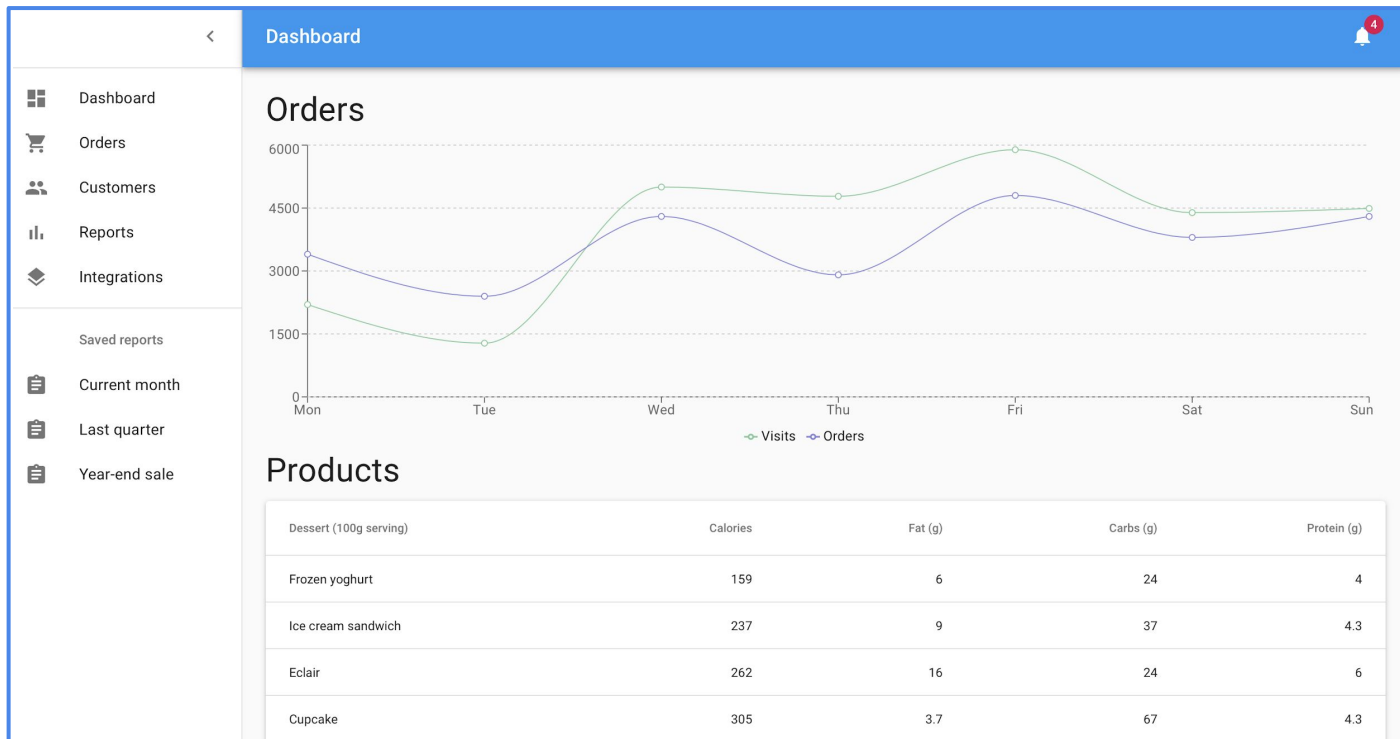 Dashboard
4
Dashboard
Orders
Customers
Reports
Integrations
Saved reports
Current month
Last quarter
Year-end sale
Orders
6000
4500
3000
1500
0
Mon Tue Wed Thu Fri Sat Sun
Visits Orders
Products
Dessert (100g serving) Calories Fat (g) Carbs (g) Protein (g)
Frozen yoghurt 159 6 24 4
Ice cream sandwich 237 9 37 4.3
Eclair 262 16 24 6
Cupcake 305 3.7 67 4.3